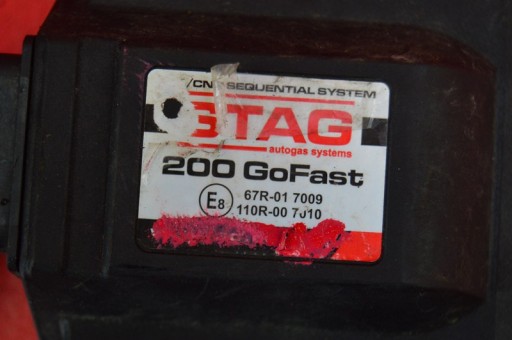 /CNG SEQUENTIAL SYSTEM
STAG
autogas systems
200 GoFast
E8 67R-01 7009
110R-00 7010